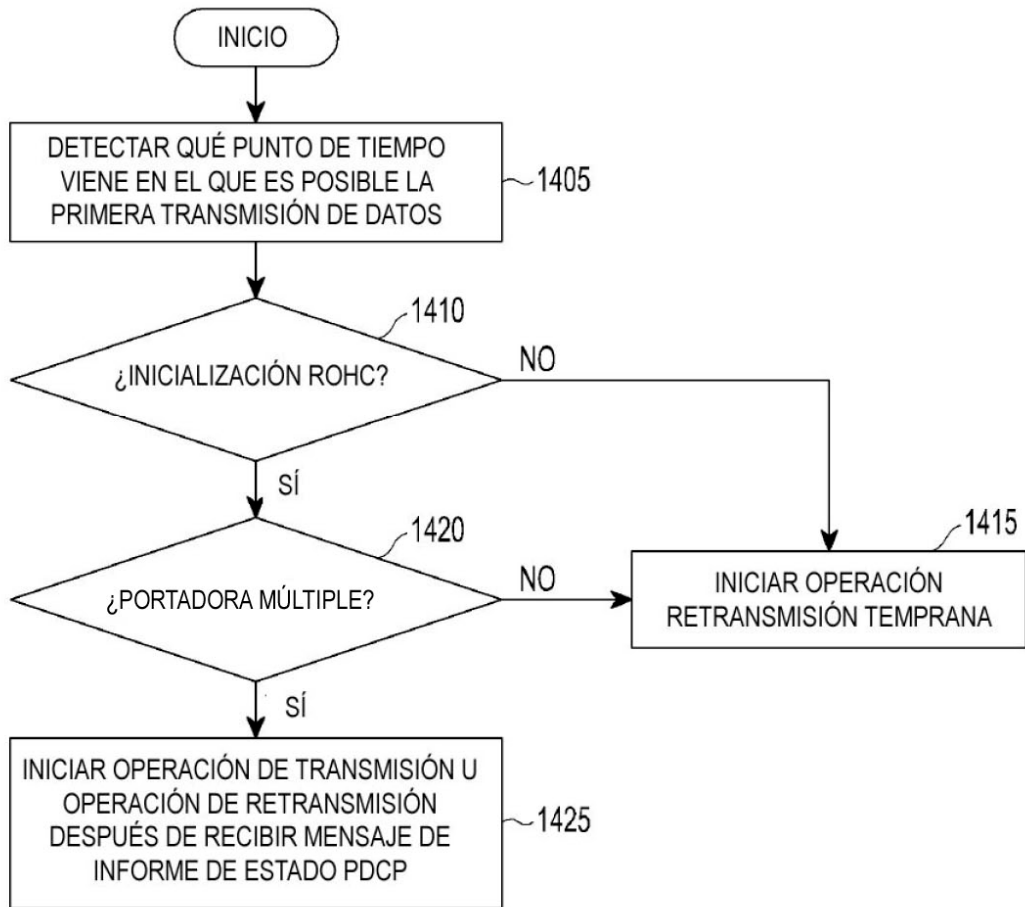 INICIO
DETECTAR QUÉ PUNTO DE TIEMPO
VIENE EN EL QUE ES POSIBLE LA
PRIMERA TRANSMISIÓN DE DATOS
1405
1410
¿INICIALIZACIÓN ROHC?
NO
SÍ
1420
¿PORTADORA MÚLTIPLE?
NO
1415
INICIAR OPERACIÓN
RETRANSMISIÓN TEMPRANA
SÍ
INICIAR OPERACIÓN DE TRANSMISIÓN U
OPERACIÓN DE RETRANSMISIÓN
DESPUÉS DE RECIBIR MENSAJE DE
INFORME DE ESTADO PDCP
1425